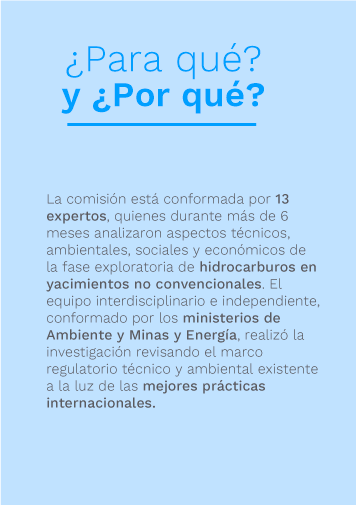 ¿Para qué?
y ¿Por qué?
La comisión está conformada por 13
expertos, quienes durante más de 6
meses analizaron aspectos técnicos,
ambientales, sociales y económicos de
la fase exploratoria de hidrocarburos en
yacimientos no convencionales. El
equipo interdisciplinario e independiente,
conformado por los ministerios de
Ambiente y Minas y Energía, realizó la
investigación revisando el marco
regulatorio técnico y ambiental existente
a la luz de las mejores prácticas
internacionales.